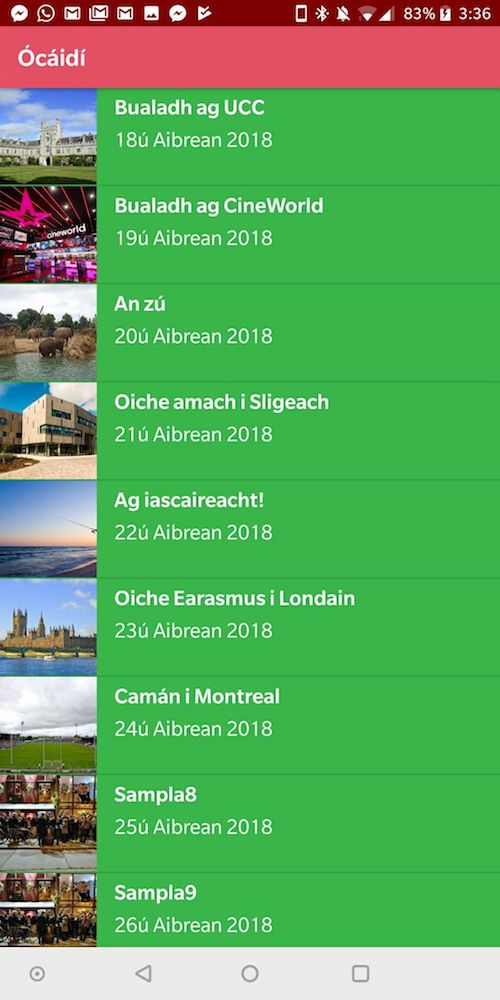 83% 3:36
Ócáidí
Bualadh ag UCC
18ú Aibrean 2018
cineworld
Bualadh ag CineWorld
19ú Aibrean 2018
An zú
20ú Aibrean 2018
Oiche amach i Sligeach
21ú Aibrean 2018
Ag iascaireacht!
22ú Aibrean 2018
Oiche Earasmus i Londain
23ú Aibrean 2018
Camán i Montreal
24ú Aibrean 2018
Sampla8
25ú Aibrean 2018
Sampla9
26ú Aibrean 2018